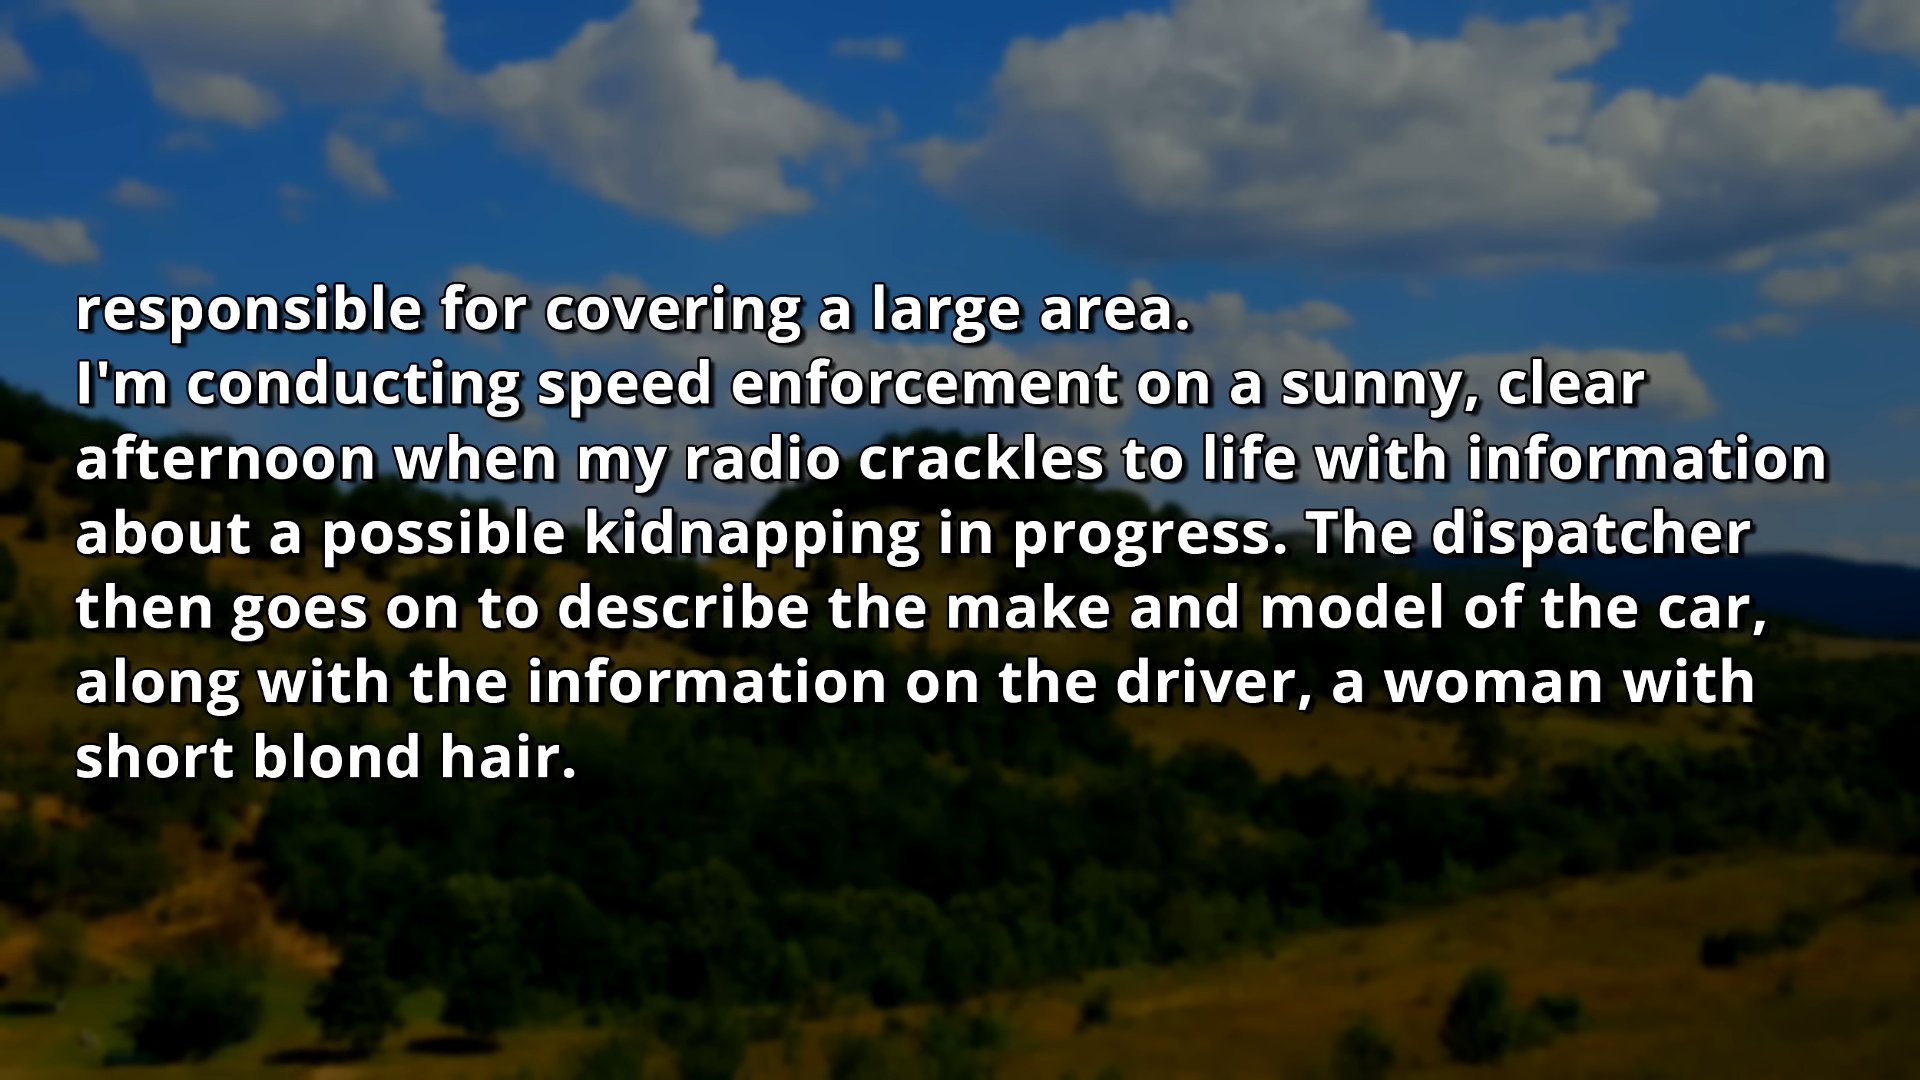 responsible for covering a large area.
I'm conducting speed enforcement on a sunny, clear
afternoon when my radio crackles to life with information
about a possible kidnapping in progress. The dispatcher
then goes on to describe the make and model of the car,
along with the information on the driver, a woman with
short blond hair.